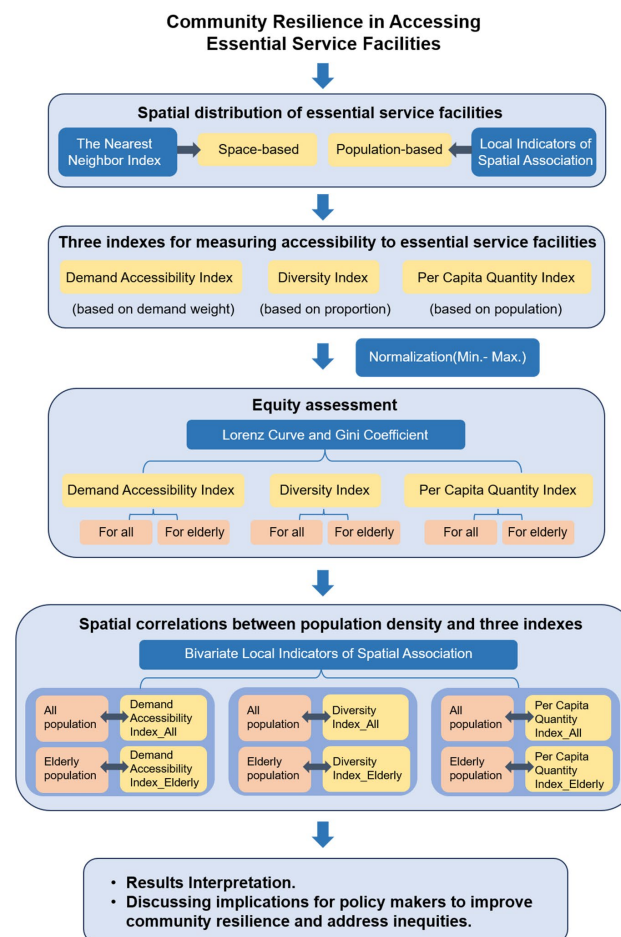 Community Resilience in Accessing
Essential Service Facilities
Spatial distribution of essential service facilities
The Nearest
Neighbor Index
Space-based
Population-based
Local Indicators of
Spatial Association
Three indexes for measuring accessibility to essential service facilities
Demand Accessibility Index
Diversity Index
Per Capita Quantity Index
(based on demand weight)
(based on proportion)
(based on population)
Normalization(Min.- Max.)
Equity assessment
Lorenz Curve and Gini Coefficient
Demand Accessibility Index
Diversity Index
Per Capita Quantity Index
For all
For elderly
For all
For elderly
For all
For elderly
Spatial correlations between population density and three indexes
Bivariate Local Indicators of Spatial Association
All
population
Demand
Accessibility
Index_All
Elderly
population
Demand
Accessibility
Index_Elderly
All
population
Diversity
Index_All
Elderly
population
Diversity
Index_Elderly
All
population
Per Capita
Quantity
Index_All
Elderly
population
Per Capita
Quantity
Index_Elderly
• Results Interpretation.
• Discussing implications for policy makers to improve
community resilience and address inequities.